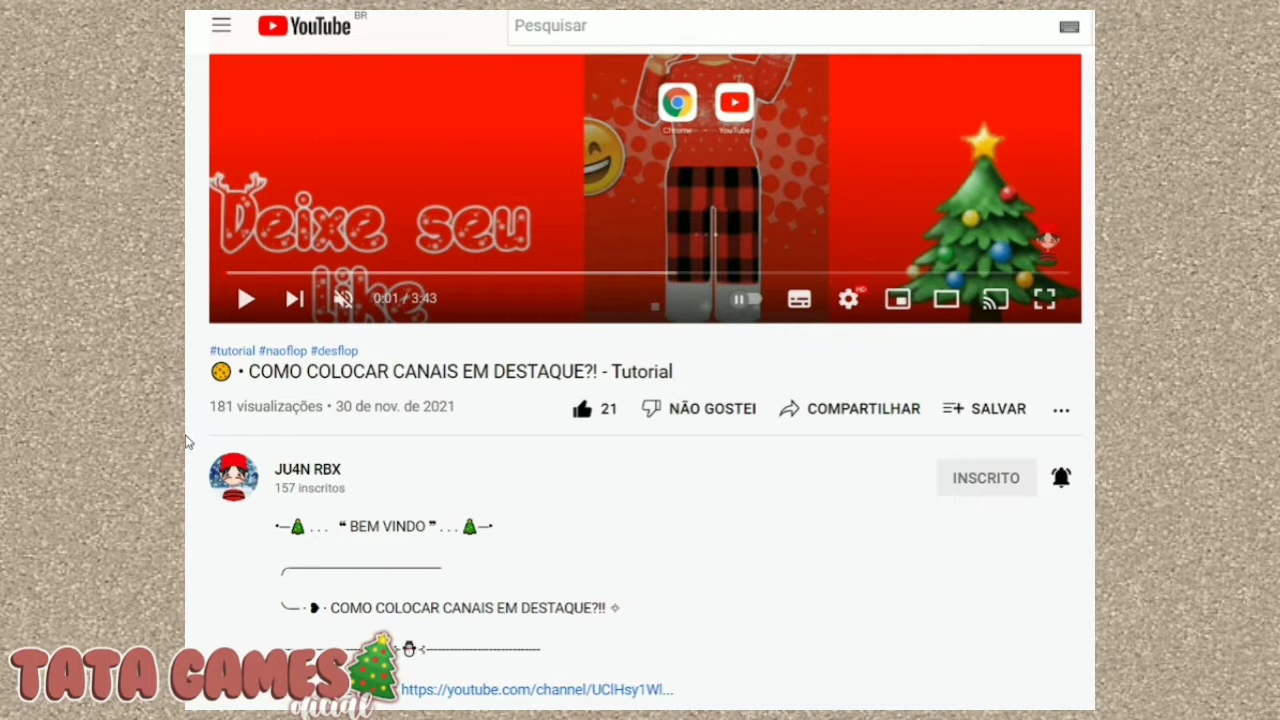 YouTube BR
Pesquisar
Chrome YouTube
Deixe seu
like
0:01 / 3:43
HD
#tutorial #naoflop #desflop
• COMO COLOCAR CANAIS EM DESTAQUE?! - Tutorial
181 visualizações • 30 de nov. de 2021
21 NÃO GOSTEI COMPARTILHAR SALVAR ...
JU4N RBX
157 inscritos
INSCRITO
•—🎄. . . ❝ BEM VINDO ❞ . . . 🎄—•
╭───────────────
╰─ · ❥ · COMO COLOCAR CANAIS EM DESTAQUE?!! ✧
https://youtube.com/channel/UClHsy1Wl...
TATA GAMES
oficial